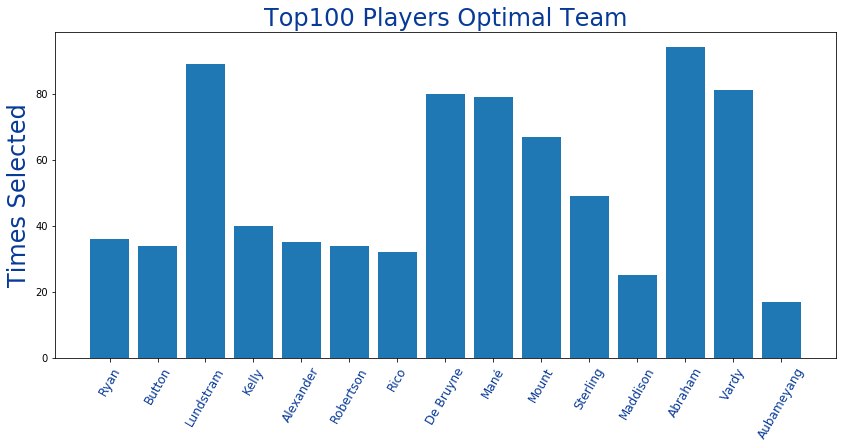 Top100 Players Optimal Team
Times Selected
80
60
40
20
0
Ryan
Button
Lundstram
Kelly
Alexander
Robertson
Rico
De Bruyne
Mané
Mount
Sterling
Maddison
Abraham
Vardy
Aubameyang